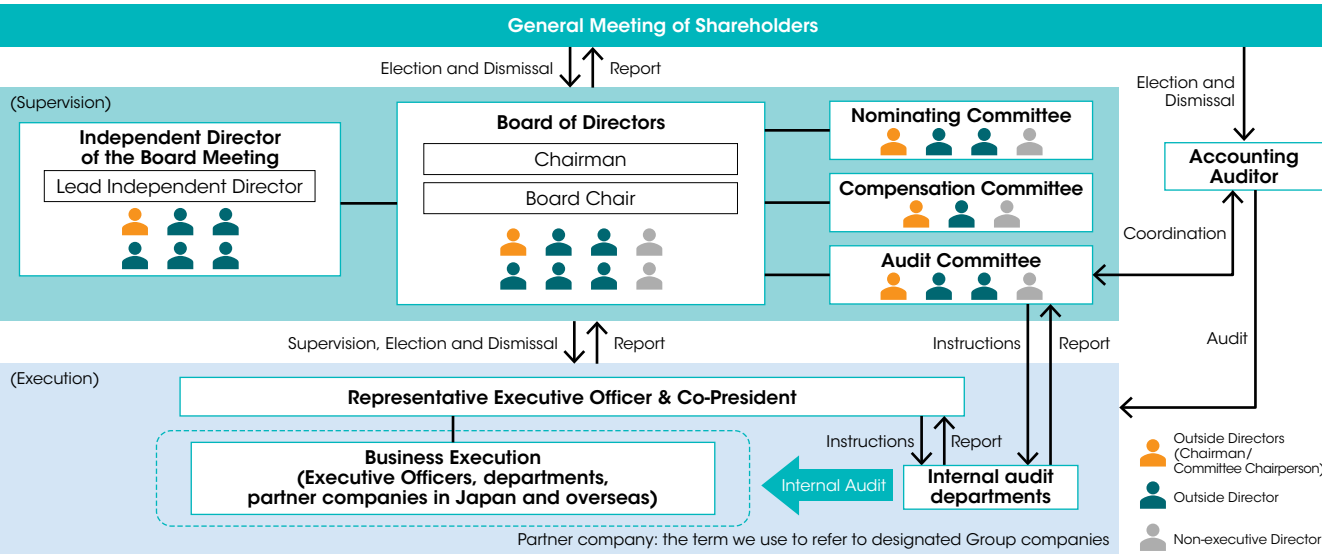 General Meeting of Shareholders
Election and Dismissal
Report
Election and
Dismissal
(Supervision)
Independent Director
of the Board Meeting
Lead Independent Director
Board of Directors
Chairman
Board Chair
Nominating Committee
Compensation Committee
Audit Committee
Accounting
Auditor
Coordination
Supervision, Election and Dismissal
Report
Instructions
Report
Audit
(Execution)
Representative Executive Officer & Co-President
Business Execution
(Executive Officers, departments,
partner companies in Japan and overseas)
Instructions
Report
Internal Audit
Internal audit
departments
Partner company: the term we use to refer to designated Group companies
Outside Directors
(Chairman/
Committee Chairperson)
Outside Director
Non-executive Director